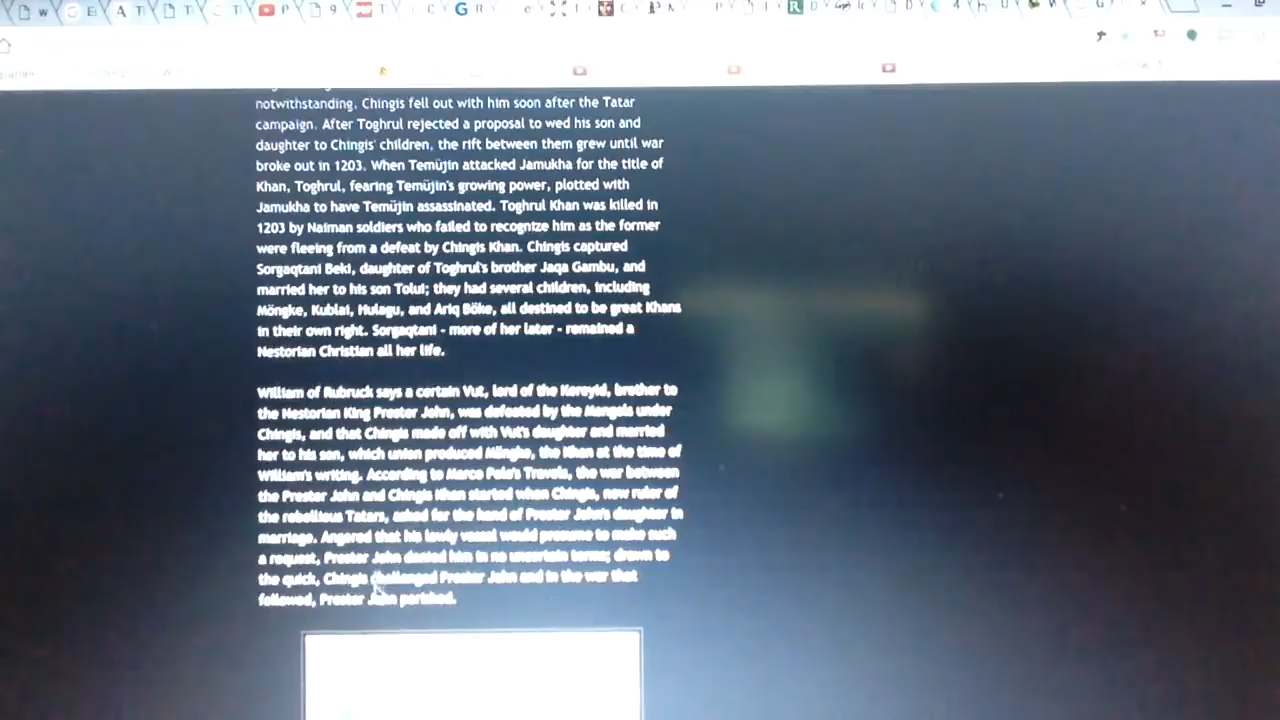 notwithstanding, Chingis fell out with him soon after the Tatar
campaign. After Toghrul rejected a proposal to wed his son and
daughter to Chingis' children, the rift between them grew until war
broke out in 1203. When Temüjin attacked Jamukha for the title of
Khan, Toghrul, fearing Temüjin's growing power, plotted with
Jamukha to have Temüjin assassinated. Toghrul Khan was killed in
1203 by Naiman soldiers who failed to recognize him as the former
were fleeing from a defeat by Chingis Khan. Chingis captured
Sorgaqtani Beki, daughter of Toghrul's brother Jaqa Gambu, and
married her to his son Tolui; they had several children, including
Möngke, Kublai, Hulagu, and Ariq Böke, all destined to be great Khans
in their own right. Sorgaqtani - more of her later - remained a
Nestorian Christian all her life.
William of Rubruck says a certain Vut, lord of the Kereyid, brother to
the Nestorian King Prester John, was defeated by the Mongols under
Chingis, and that Chingis made off with Vut's daughter and married
her to his son, which union produced Möngke, the Khan at the time of
William's writing. According to Marco Polo's Travels, the war between
the Prester John and Chingis Khan started when Chingis, new ruler of
the rebellious Tatars, asked for the hand of Prester John's daughter in
marriage. Angered that his lowly vassal would presume to make such
a request, Prester John denied him in no uncertain terms; drawn to
the quick, Chingis challenged Prester John and in the war that
followed, Prester John perished.